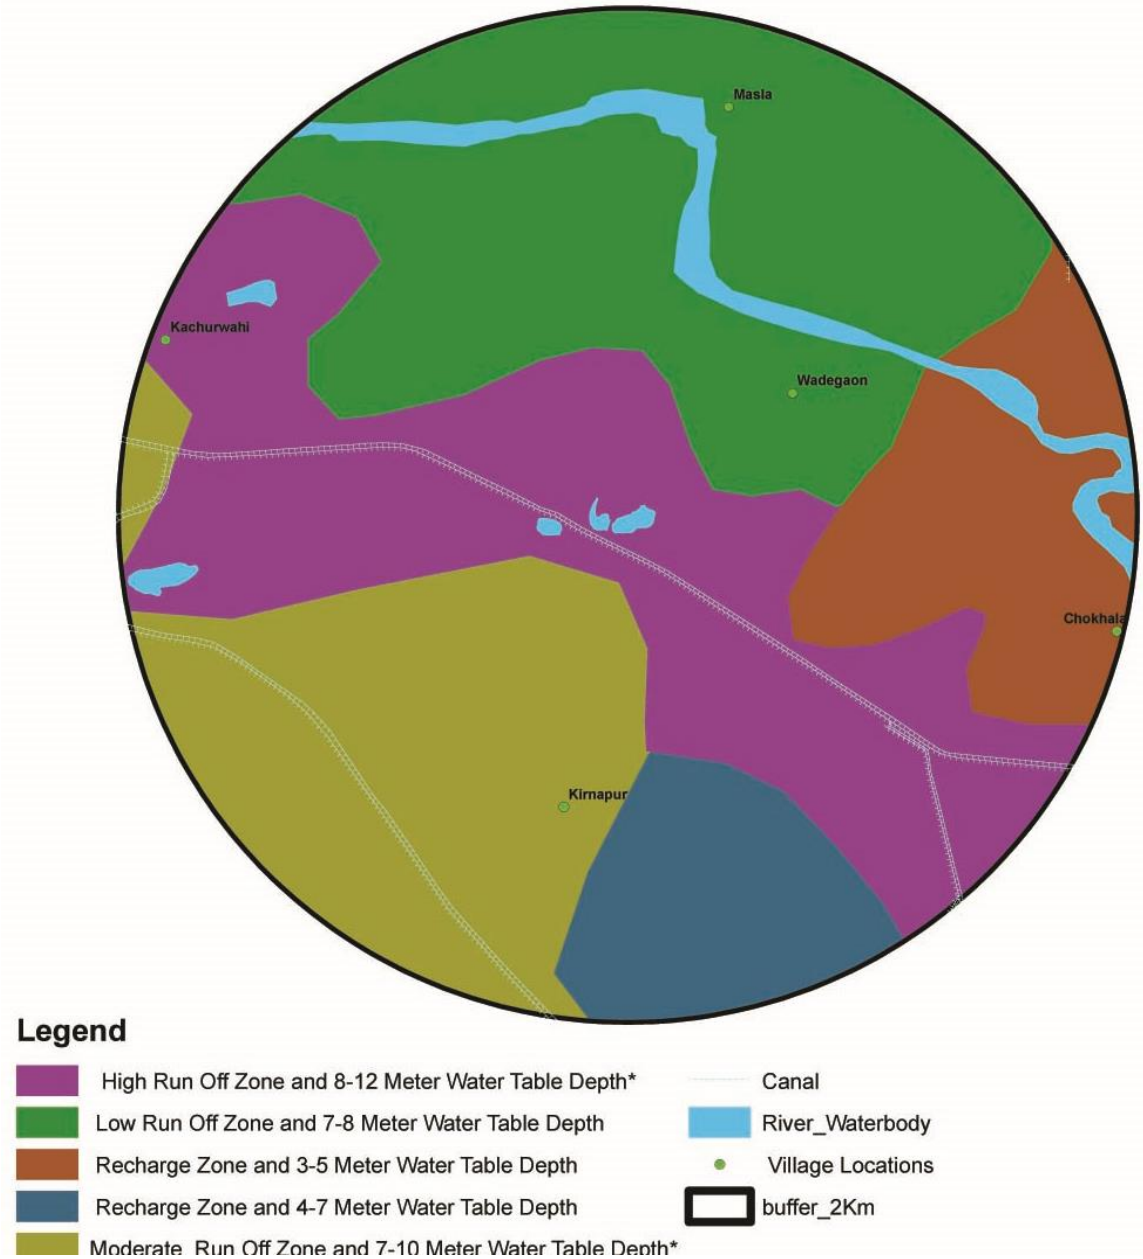 Masla
Kachurwahi
Wadegaon
Chokhala
Kirnapur
Legend
High Run Off Zone and 8-12 Meter Water Table Depth*
Low Run Off Zone and 7-8 Meter Water Table Depth
Recharge Zone and 3-5 Meter Water Table Depth
Recharge Zone and 4-7 Meter Water Table Depth
Moderate Run Off Zone and 7-10 Meter Water Table Depth*
Canal
River_Waterbody
Village Locations
buffer_2Km